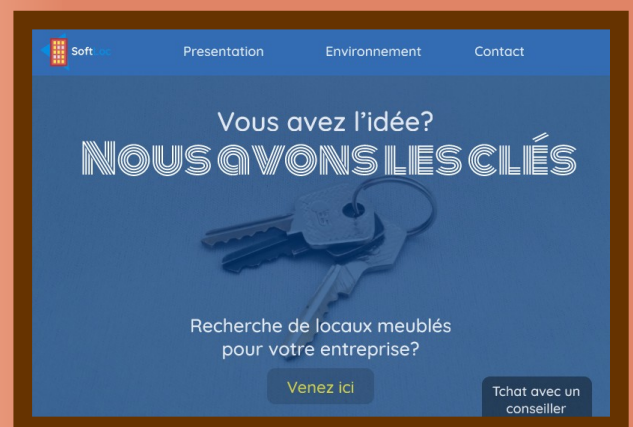 SoftLoc
Presentation
Environnement
Contact
Vous avez l'idée?
Nous avons les clés
Recherche de locaux meublés
pour votre entreprise?
Venez ici
Tchat avec un
conseiller